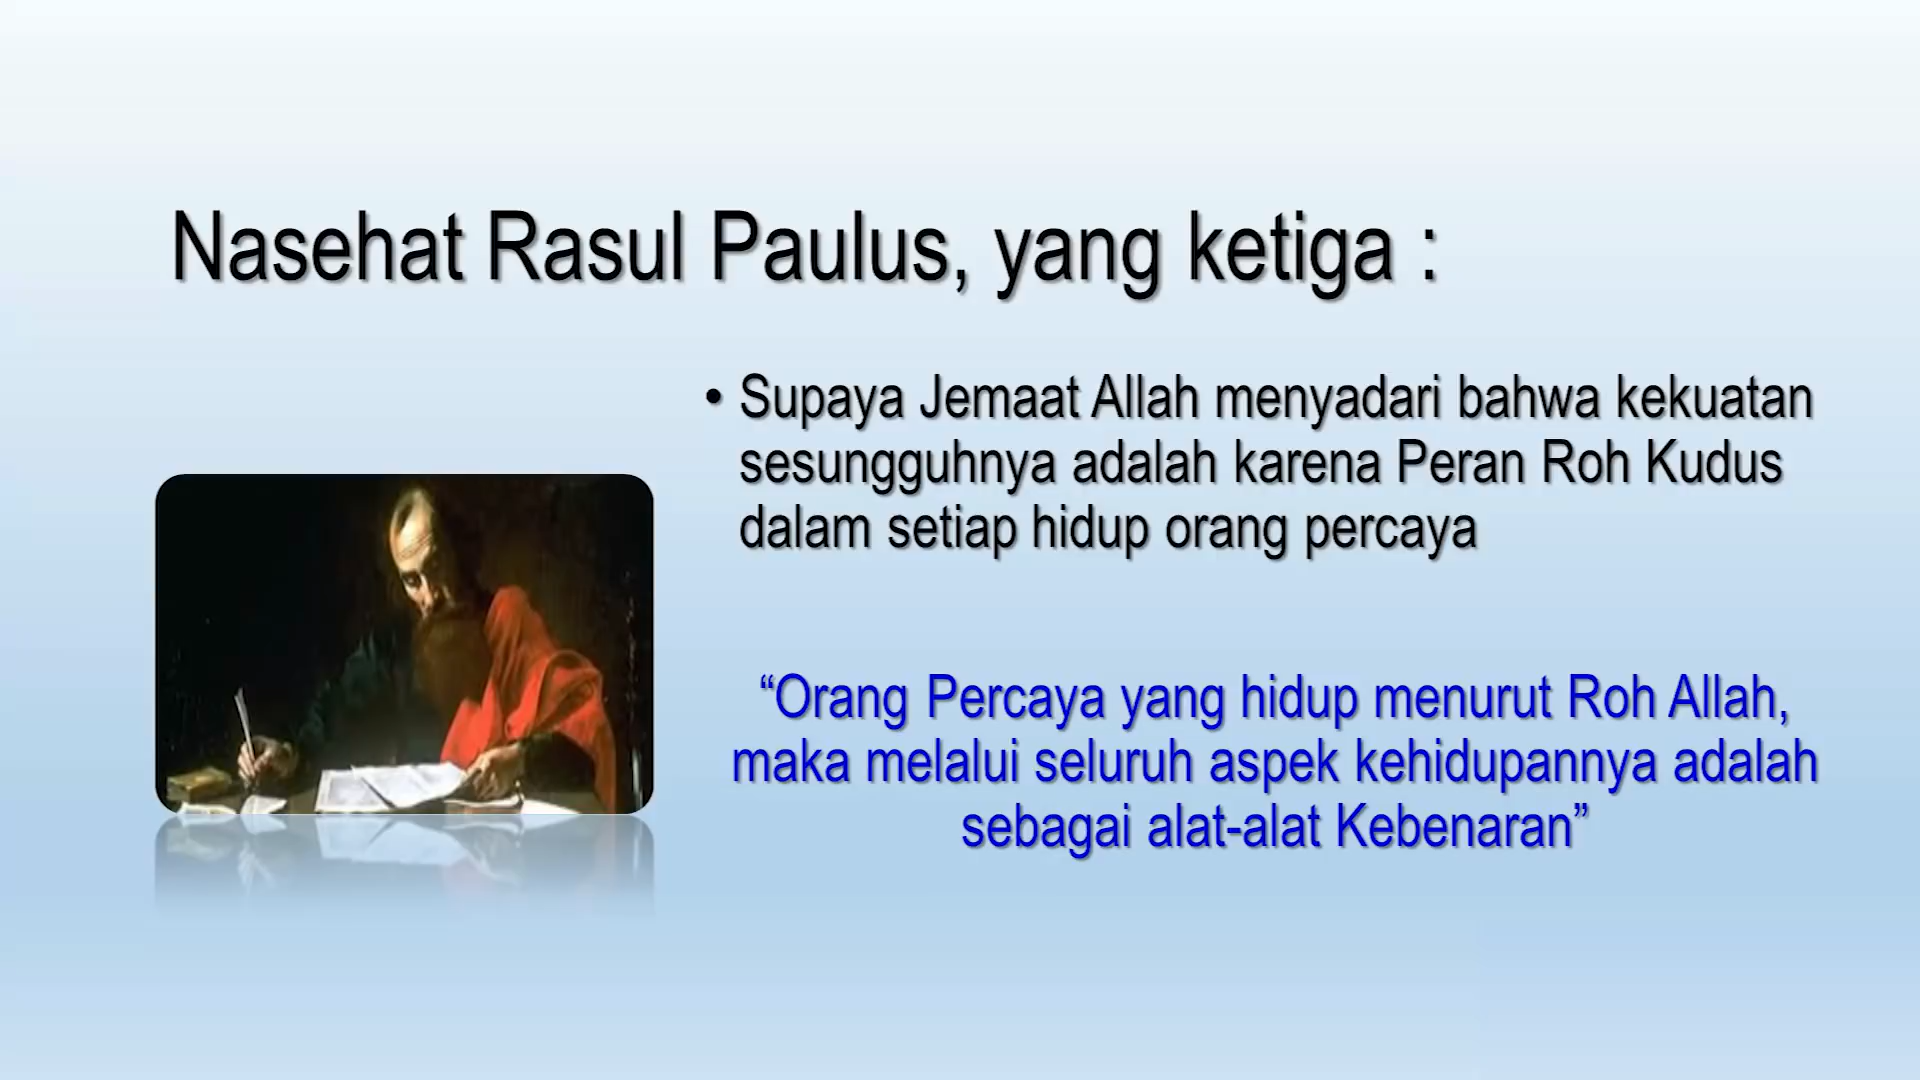 Nasehat Rasul Paulus, yang ketiga :
• Supaya Jemaat Allah menyadari bahwa kekuatan
sesungguhnya adalah karena Peran Roh Kudus
dalam setiap hidup orang percaya
“Orang Percaya yang hidup menurut Roh Allah,
maka melalui seluruh aspek kehidupannya adalah
sebagai alat-alat Kebenaran”